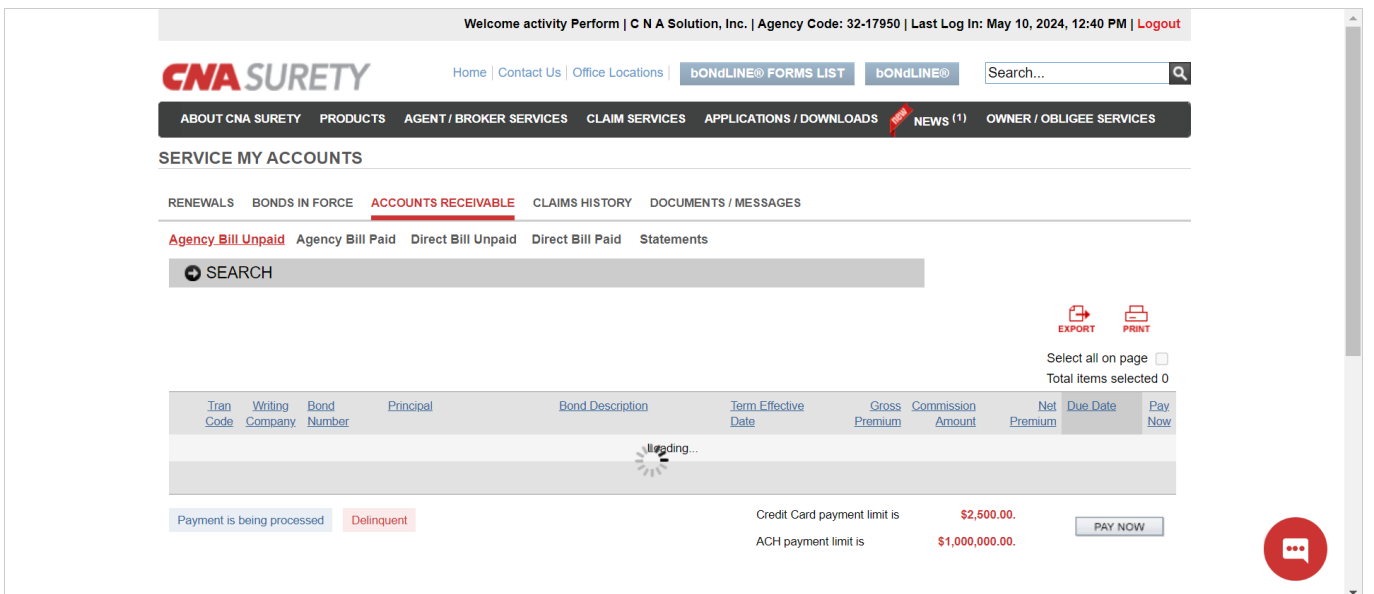 Welcome activity Perform | C N A Solution, Inc. | Agency Code: 32-17950 | Last Log In: May 10, 2024, 12:40 PM | Logout
CNA SURETY
Home | Contact Us | Office Locations |
bONdLINE® FORMS LIST
bONdLINE®
Search...
ABOUT CNA SURETY PRODUCTS AGENT / BROKER SERVICES CLAIM SERVICES APPLICATIONS / DOWNLOADS new NEWS (1) OWNER / OBLIGEE SERVICES
SERVICE MY ACCOUNTS
RENEWALS BONDS IN FORCE ACCOUNTS RECEIVABLE CLAIMS HISTORY DOCUMENTS / MESSAGES
Agency Bill Unpaid Agency Bill Paid Direct Bill Unpaid Direct Bill Paid Statements
SEARCH
EXPORT PRINT
Select all on page
Total items selected 0
Tran Writing Bond Principal Bond Description Term Effective Gross Commission Net Due Date Pay
Code Company Number Date Premium Amount Premium Now
Payment is being processed Delinquent
Credit Card payment limit is $2,500.00.
PAY NOW
ACH payment limit is $1,000,000.00.